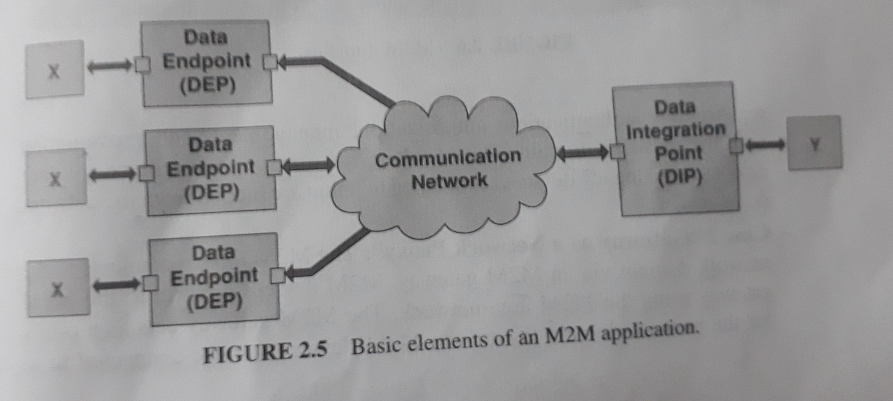 X
Data
Endpoint
(DEP)
X
Data
Endpoint
(DEP)
X
Data
Endpoint
(DEP)
Communication
Network
Data
Integration
Point
(DIP)
Y
FIGURE 2.5 Basic elements of an M2M application.